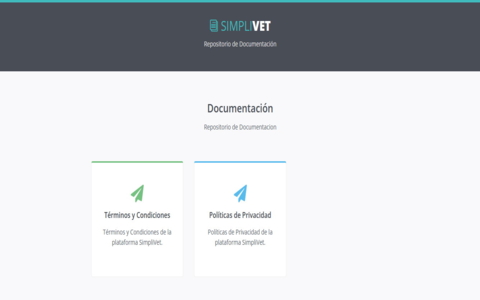 SIMPLIVET
Repositorio de Documentación
Documentación
Repositorio de Documentacion
Términos y Condiciones
Términos y Condiciones de la
plataforma SimpliVet.
Políticas de Privacidad
Políticas de Privacidad de la
plataforma SimpliVet.